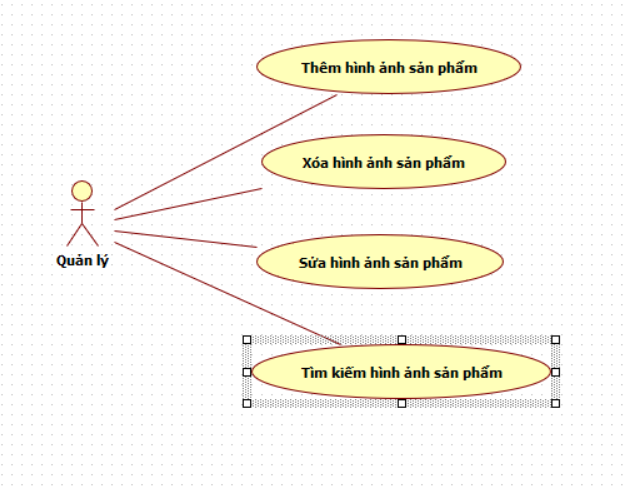 Thêm hình ảnh sản phẩm
Xóa hình ảnh sản phẩm
Quản lý
Sửa hình ảnh sản phẩm
Tìm kiếm hình ảnh sản phẩm